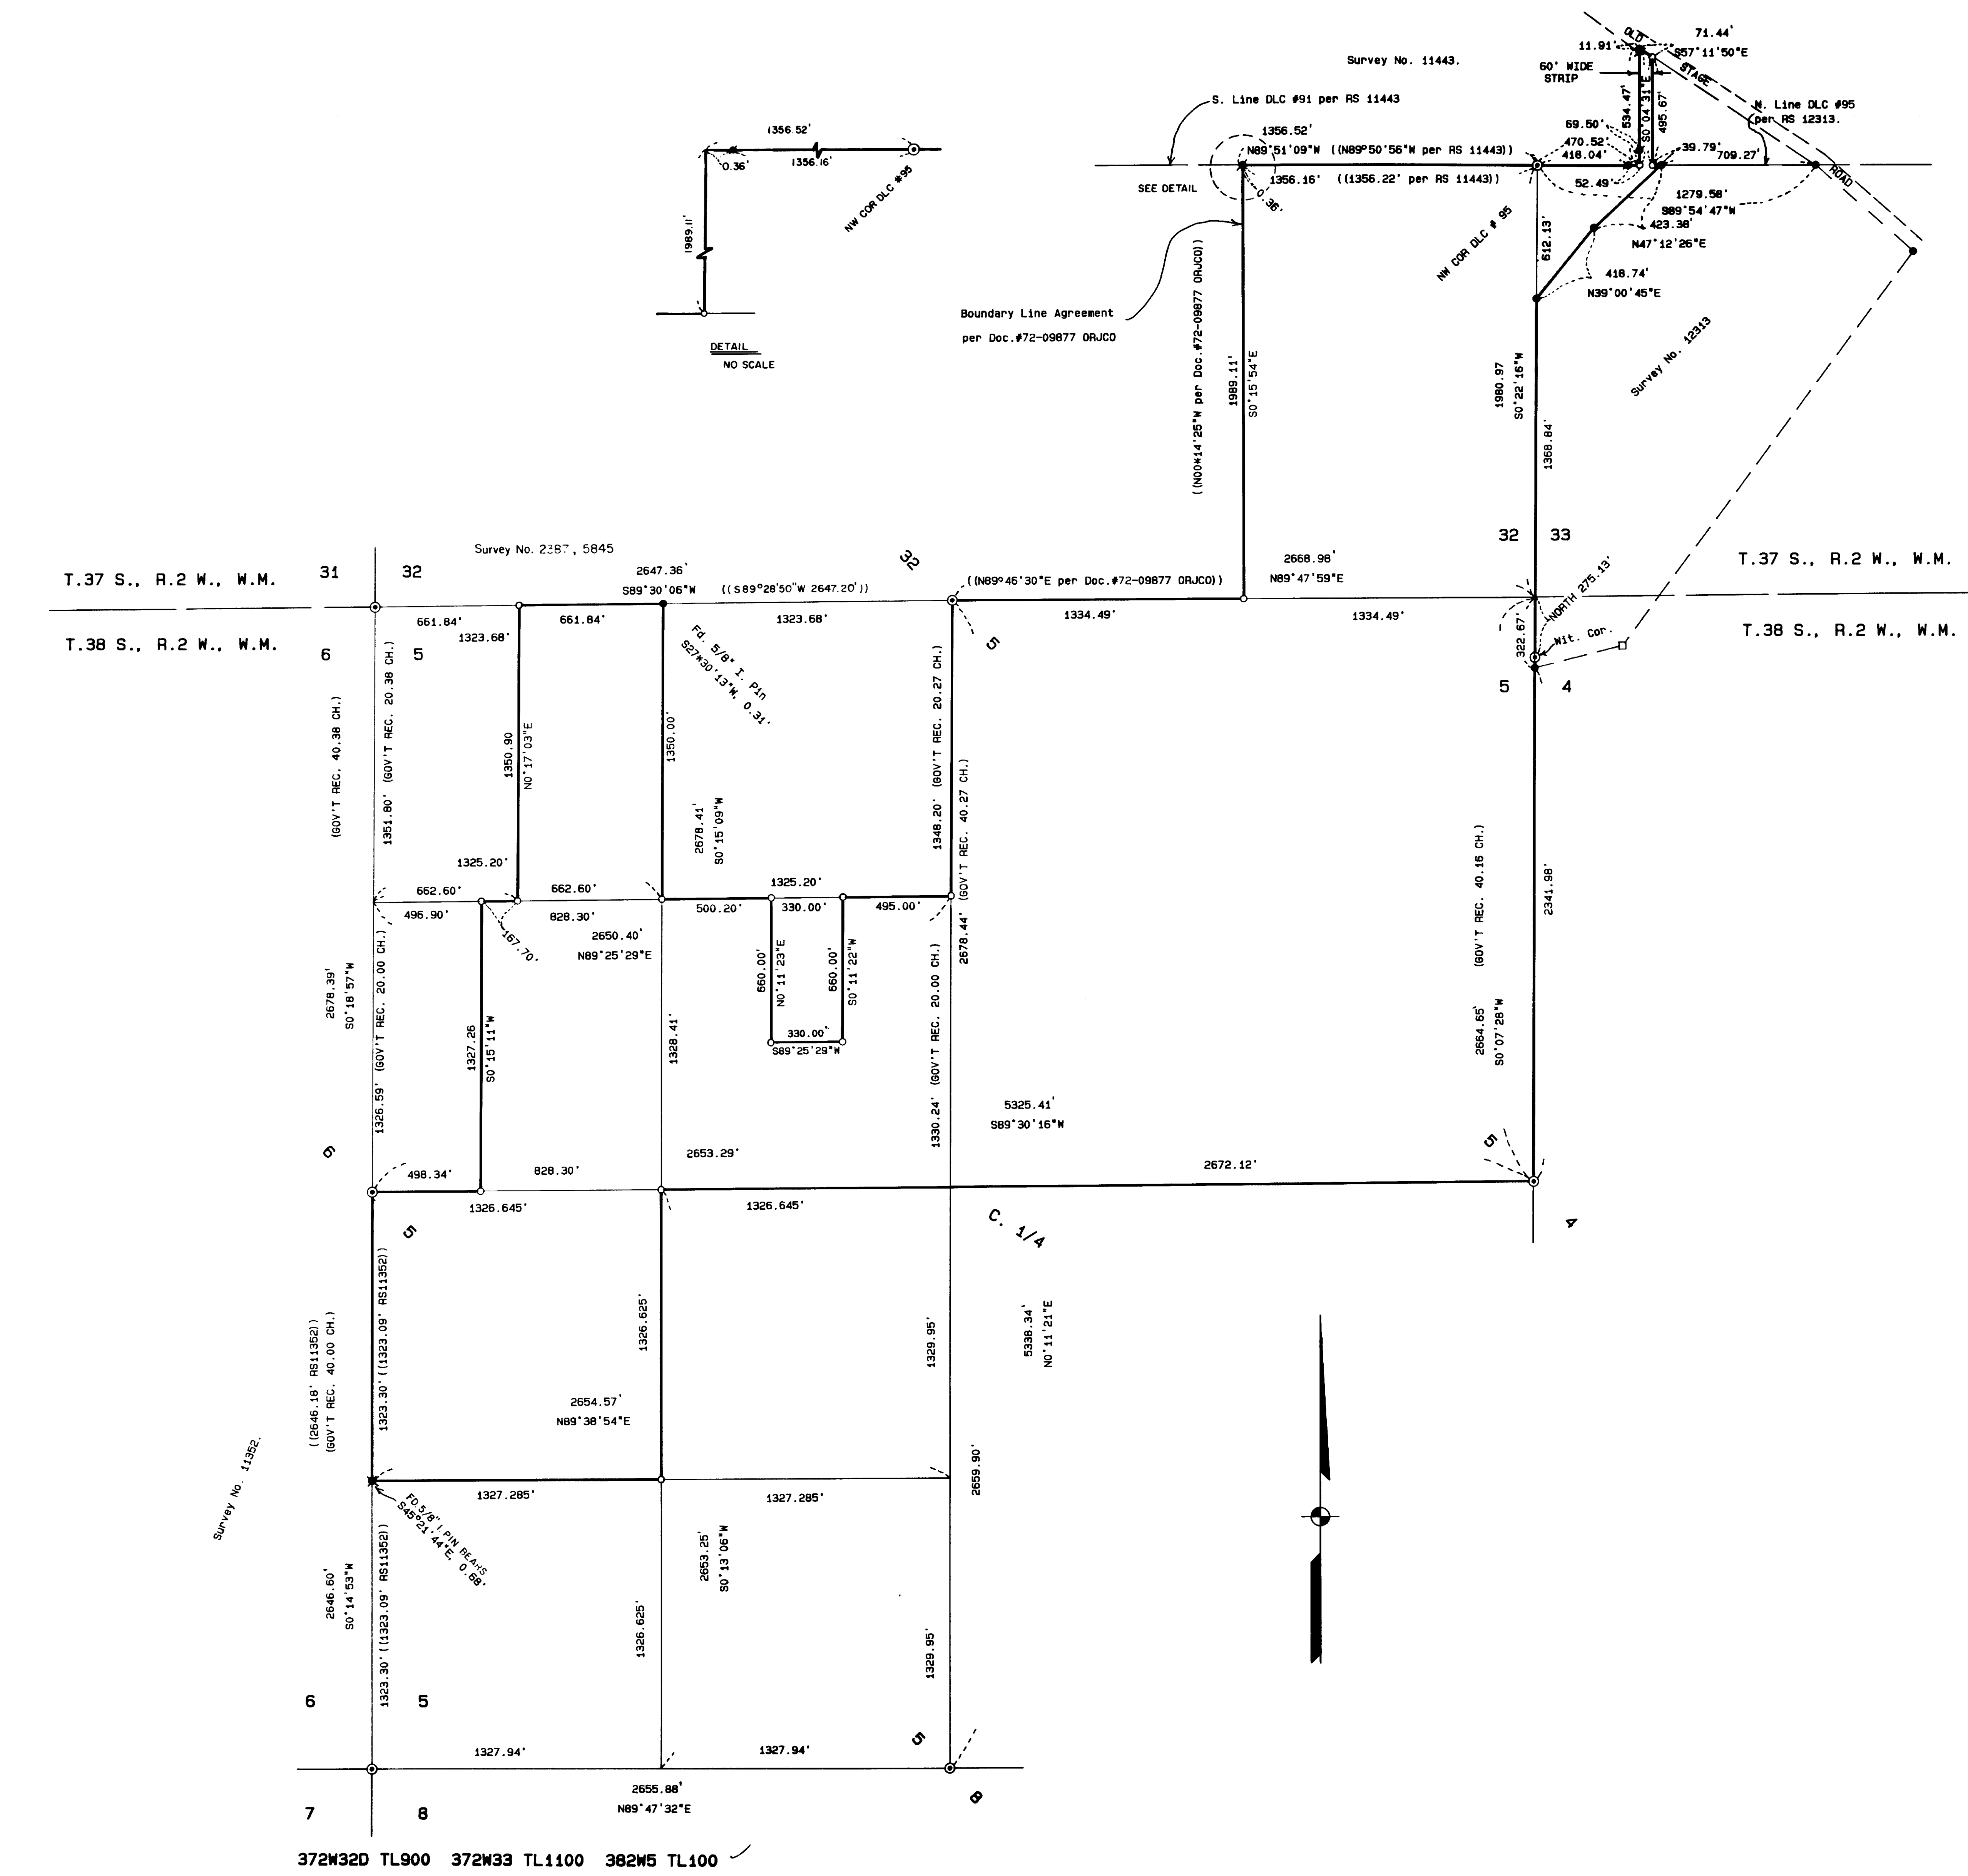 71.44'
S57°11'50"E
OLD
STAGE
ROAD
11.91'
Survey No. 11443.
60' WIDE
STRIP
534.47'
S0°04'31"E
495.67'
N. Line DLC #95
per RS 12313.
S. Line DLC #91 per RS 11443
1356.52'
0.36'
1356.16'
1989.11'
NW COR DLC #95
DETAIL
NO SCALE
1356.52'
N89°51'09"W ((N89°50'56"W per RS 11443))
1356.16' ((1356.22' per RS 11443))
0.36'
SEE DETAIL
69.50'
470.52'
418.04'
52.49'
39.79'
709.27'
1279.58'
S89°54'47"W
423.38'
N47°12'26"E
418.74'
N39°00'45"E
612.13'
NW COR DLC # 95
Survey No. 12313
Boundary Line Agreement
per Doc.#72-09877 ORJCO
((N00*14'25"W per Doc.#72-09877 ORJCO))
1989.11'
S0°15'54"E
1980.97
S0°22'16"W
1368.84'
32 33
T.37 S., R.2 W., W.M.
31 32
Survey No. 2387, 5845
2647.36'
S89°30'06"W ((S89°28'50"W 2647.20'))
32
((N89°46'30"E per Doc.#72-09877 ORJCO))
2668.98'
N89°47'59"E
T.37 S., R.2 W., W.M.
NORTH 275.13'
T.38 S., R.2 W., W.M.
6 5
661.84'
1323.68'
661.84'
1323.68'
1334.49'
1334.49'
5
322.67'
Wit. Cor.
T.38 S., R.2 W., W.M.
5 4
Fd. 5/8" I. Pin
S27*30'13"W, 0.31'
(GOV'T REC. 40.38 CH.)
1351.80' (GOV'T REC. 20.38 CH.)
1350.90
N0°17'03"E
1350.00'
2678.41'
S0°15'09"W
1348.20' (GOV'T REC. 20.27 CH.)
2678.44' (GOV'T REC. 40.27 CH.)
(GOV'T REC. 40.16 CH.)
2341.98'
1325.20'
662.60'
662.60'
1325.20'
496.90'
167.70'
828.30'
500.20'
330.00'
495.00'
2650.40'
N89°25'29"E
660.00'
N0°11'23"E
660.00'
S0°11'22"W
330.00'
S89°25'29"W
2678.39'
S0°18'57"W
1326.59' (GOV'T REC. 20.00 CH.)
1327.26
S0°15'11"W
1328.41'
1330.24' (GOV'T REC. 20.00 CH.)
2664.65'
S0°07'28"W
5325.41'
S89°30'16"W
6
498.34'
828.30'
2653.29'
2672.12'
5
1326.645'
1326.645'
5
C. 1/4
4
((2646.18' RS11352))
(GOV'T REC. 40.00 CH.)
1323.30' ((1323.09' RS11352))
1326.625'
1329.95'
5338.34'
N0°11'21"E
2654.57'
N89°38'54"E
Survey No. 11352.
1327.285'
1327.285'
2659.90'
FD. 5/8" I. PIN BEARS
S45°21'44"E, 0.68'
2646.60'
S0°14'53"W
1323.30' ((1323.09' RS11352))
1326.625'
2653.25'
S0°13'06"W
1329.95'
6 5
1327.94'
1327.94'
5
2655.88'
N89°47'32"E
7 8
8
372W32D TL900 372W33 TL1100 382W5 TL100